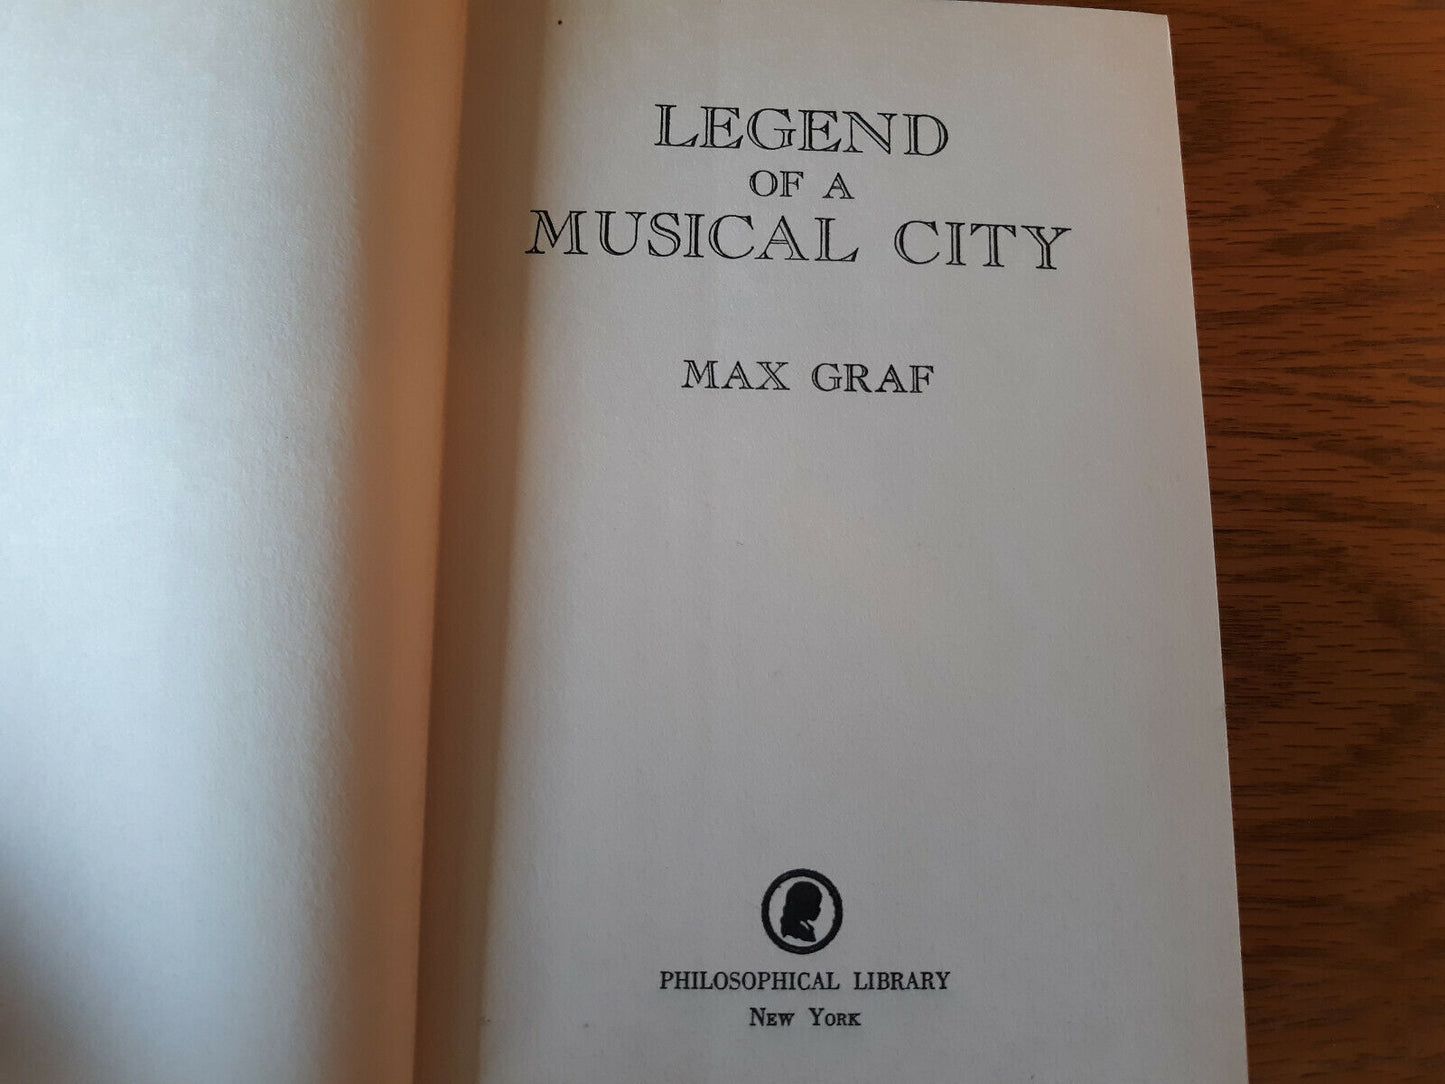 LEGEND
OF A
MUSICAL CITY
MAX GRAF
PHILOSOPHICAL LIBRARY
New York